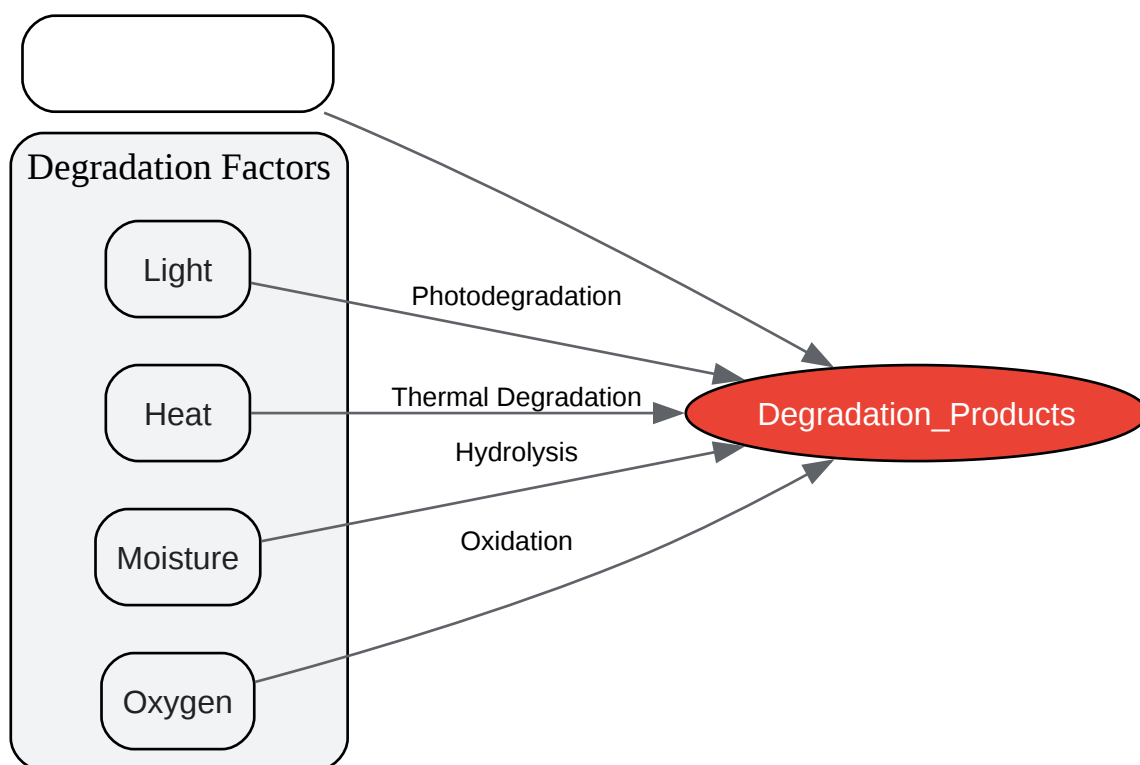 Degradation Factors
Light
Photodegradation
Heat
Thermal Degradation
Degradation_Products
Hydrolysis
Moisture
Oxidation
Oxygen